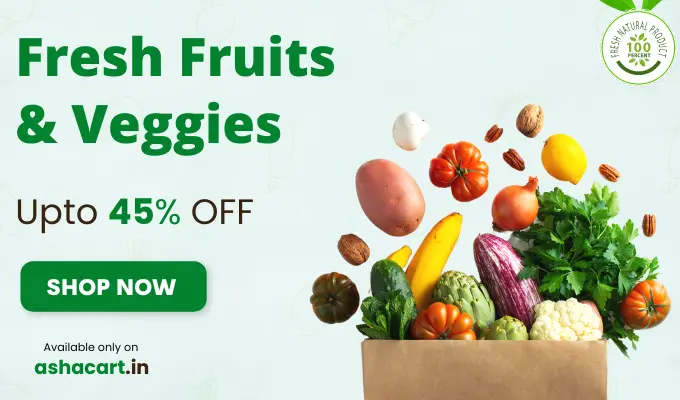 Fresh Fruits
& Veggies
Upto 45% OFF
SHOP NOW
Available only on
ashacart.in
FRESH NATURAL PRODUCT
100
PERCENT